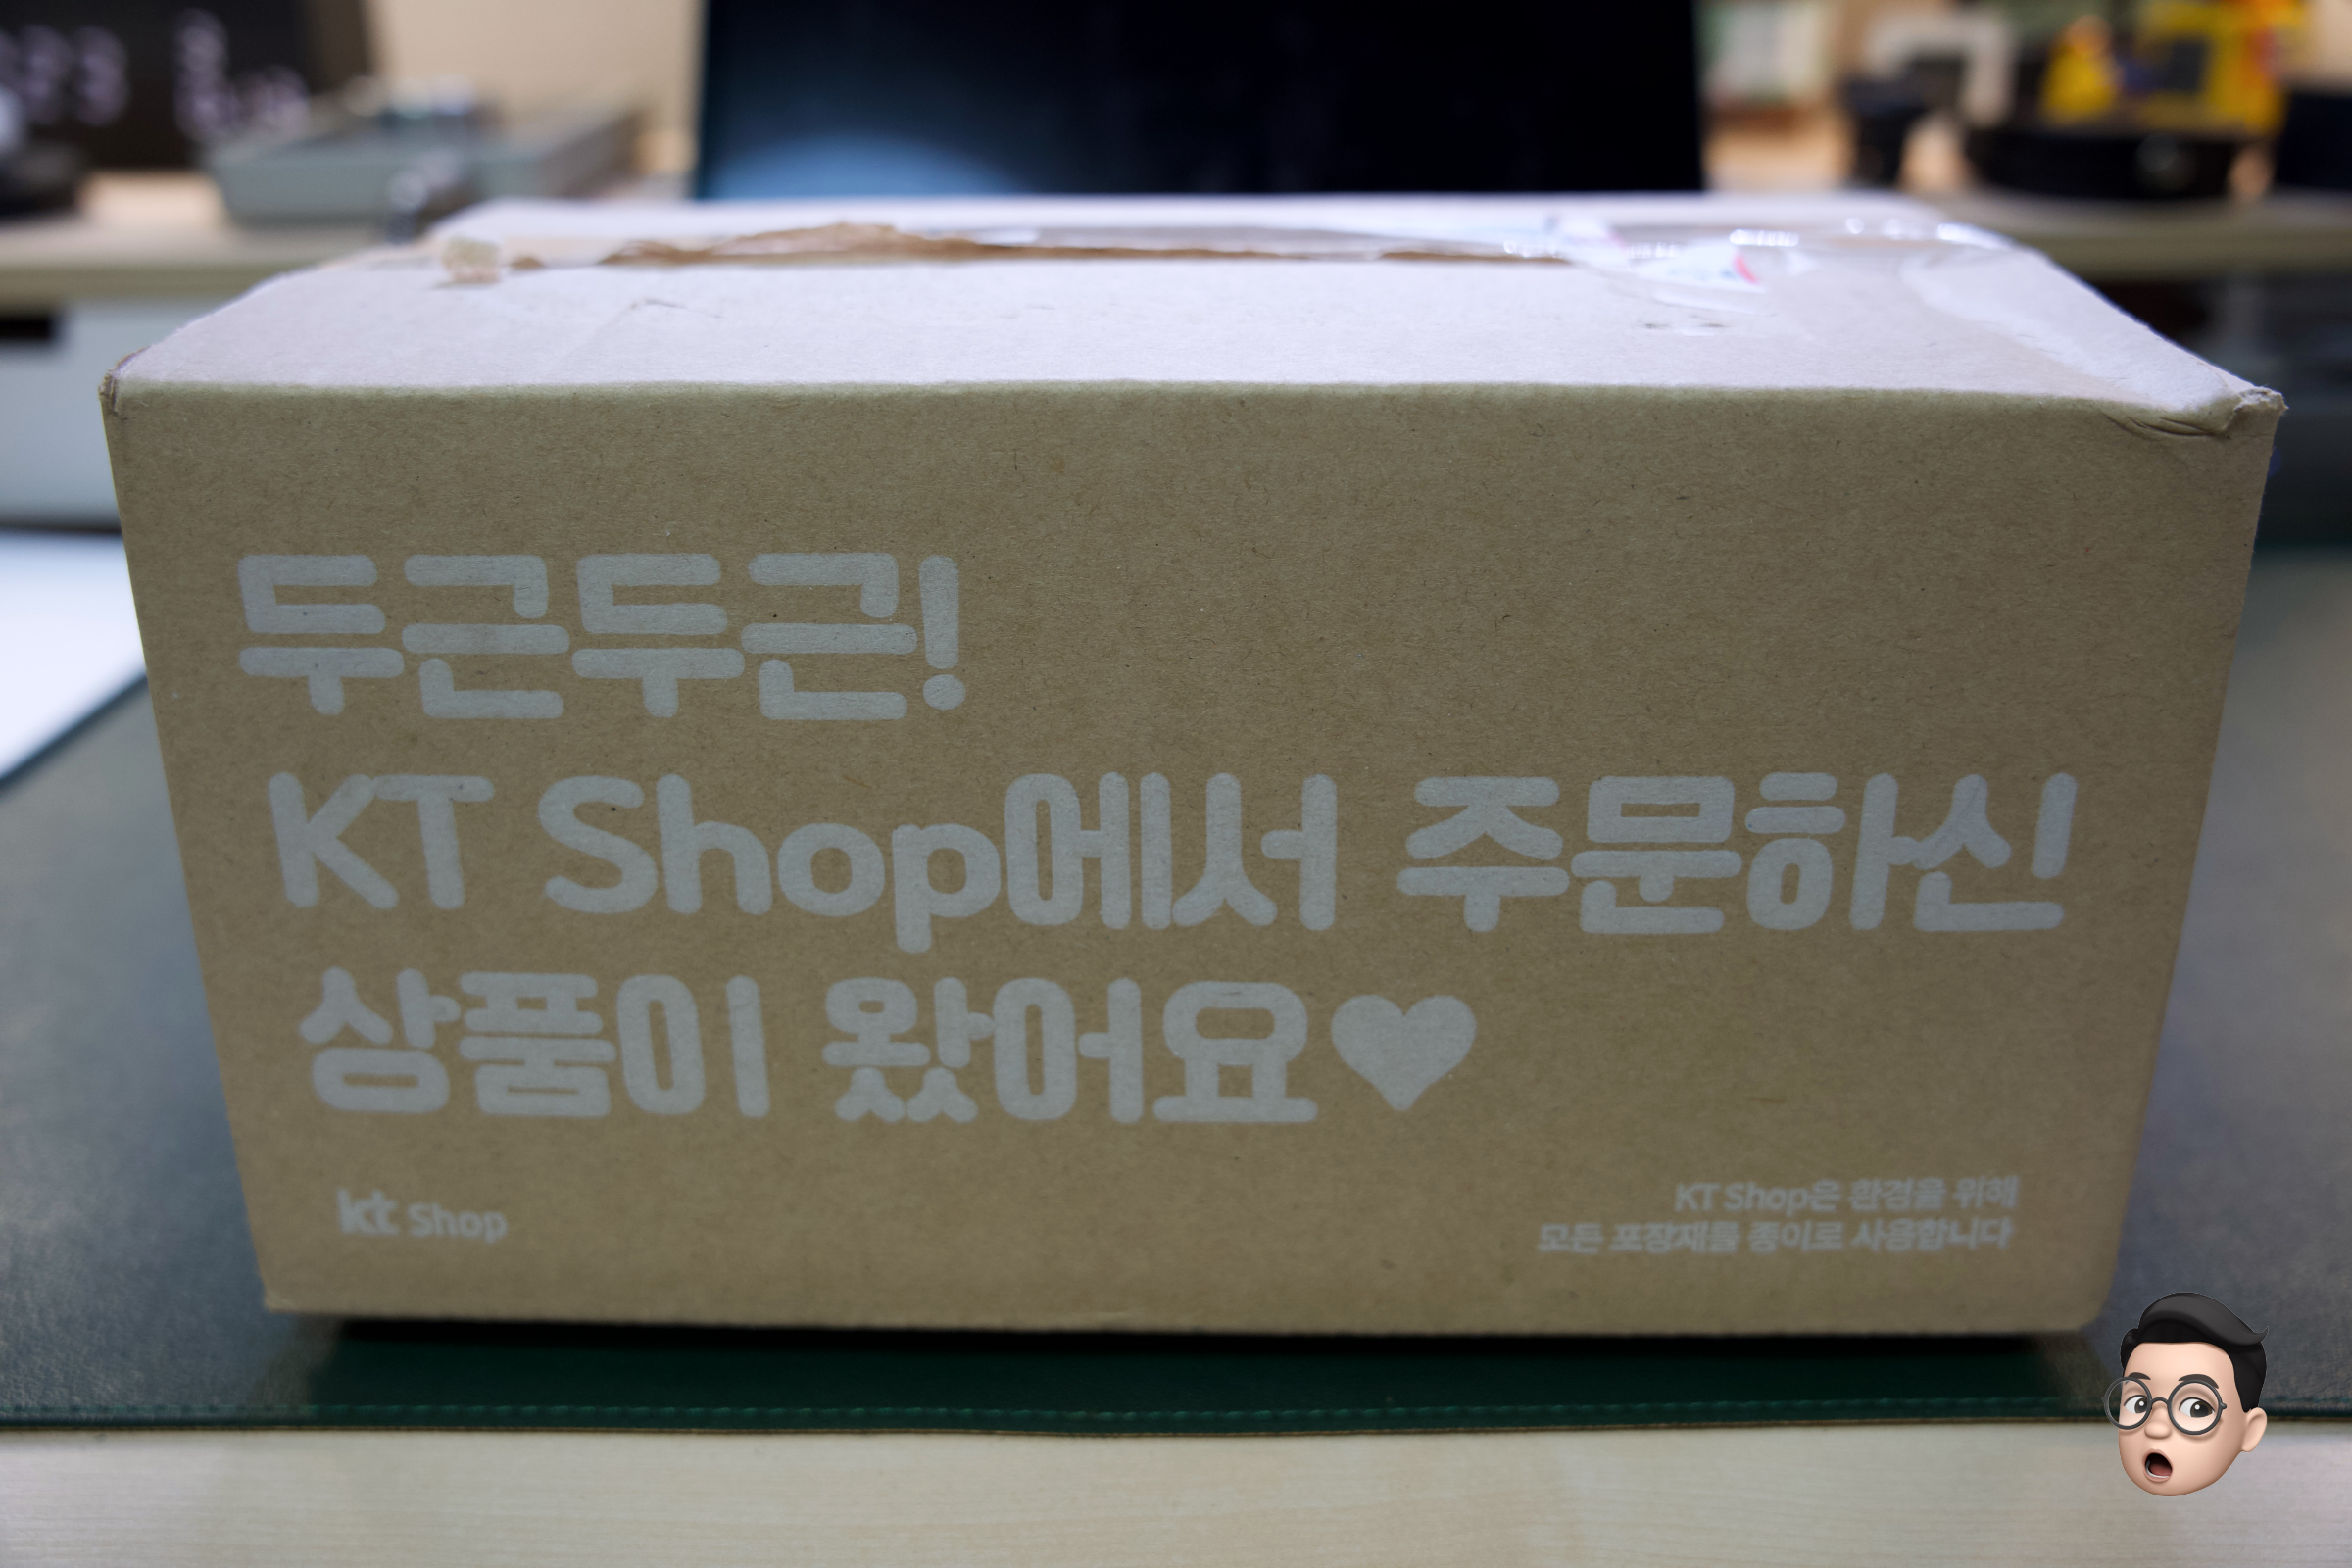 두근두근!
KT Shop에서 주문하신
상품이 왔어요♥
kt Shop
KT Shop은 환경을 위해
모든 포장재를 종이로 사용합니다